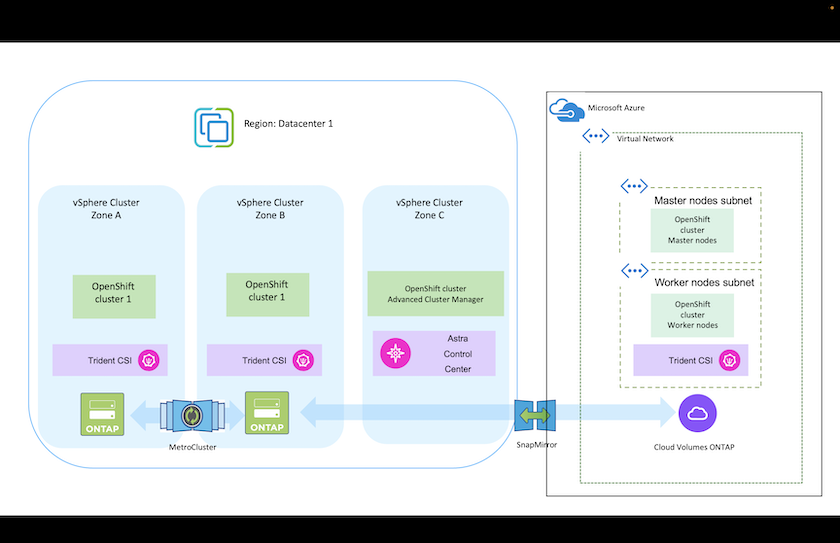 Region: Datacenter 1
vSphere Cluster
Zone A
OpenShift
cluster 1
Trident CSI
ONTAP
MetroCluster
vSphere Cluster
Zone B
OpenShift
cluster 1
Trident CSI
ONTAP
vSphere Cluster
Zone C
OpenShift cluster
Advanced Cluster Manager
Astra
Control
Center
SnapMirror
Microsoft Azure
Virtual Network
Master nodes subnet
OpenShift
cluster
Master nodes
Worker nodes subnet
OpenShift
cluster
Worker nodes
Trident CSI
Cloud Volumes ONTAP